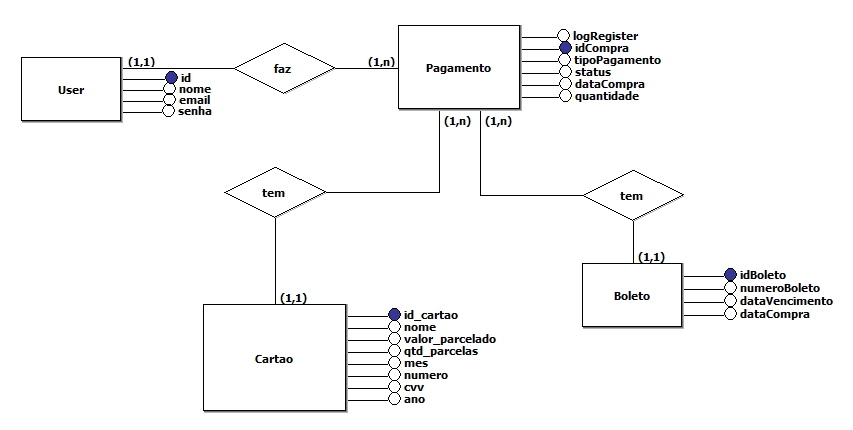 User
(1,1)
id
nome
email
senha
faz
(1,n)
Pagamento
logRegister
idCompra
tipoPagamento
status
dataCompra
quantidade
(1,n)
(1,n)
tem
tem
(1,1)
Cartao
id_cartao
nome
valor_parcelado
qtd_parcelas
mes
numero
cvv
ano
(1,1)
Boleto
idBoleto
numeroBoleto
dataVencimento
dataCompra